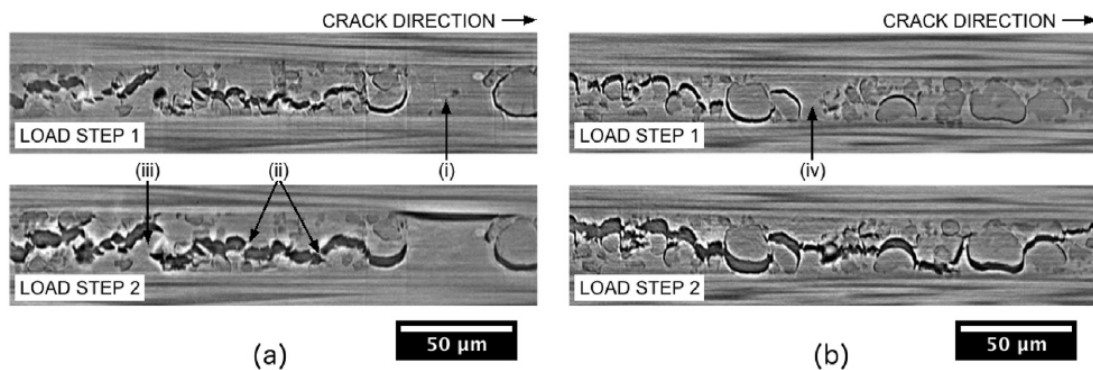 CRACK DIRECTION
LOAD STEP 1
(iii)
(ii)
(i)
LOAD STEP 2
50 µm
(a)
CRACK DIRECTION
LOAD STEP 1
(iv)
LOAD STEP 2
50 µm
(b)